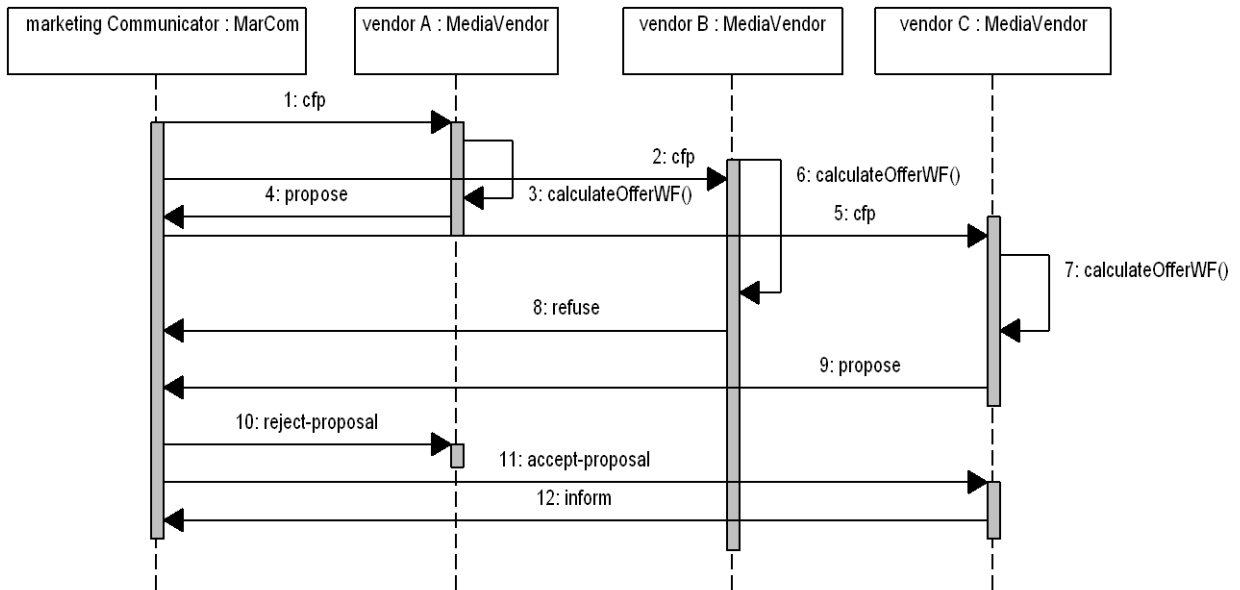 marketing Communicator : MarCom
vendor A : MediaVendor
vendor B : MediaVendor
vendor C : MediaVendor
1: cfp
2: cfp
3: calculateOfferWF()
4: propose
5: cfp
6: calculateOfferWF()
7: calculateOfferWF()
8: refuse
9: propose
10: reject-proposal
11: accept-proposal
12: inform